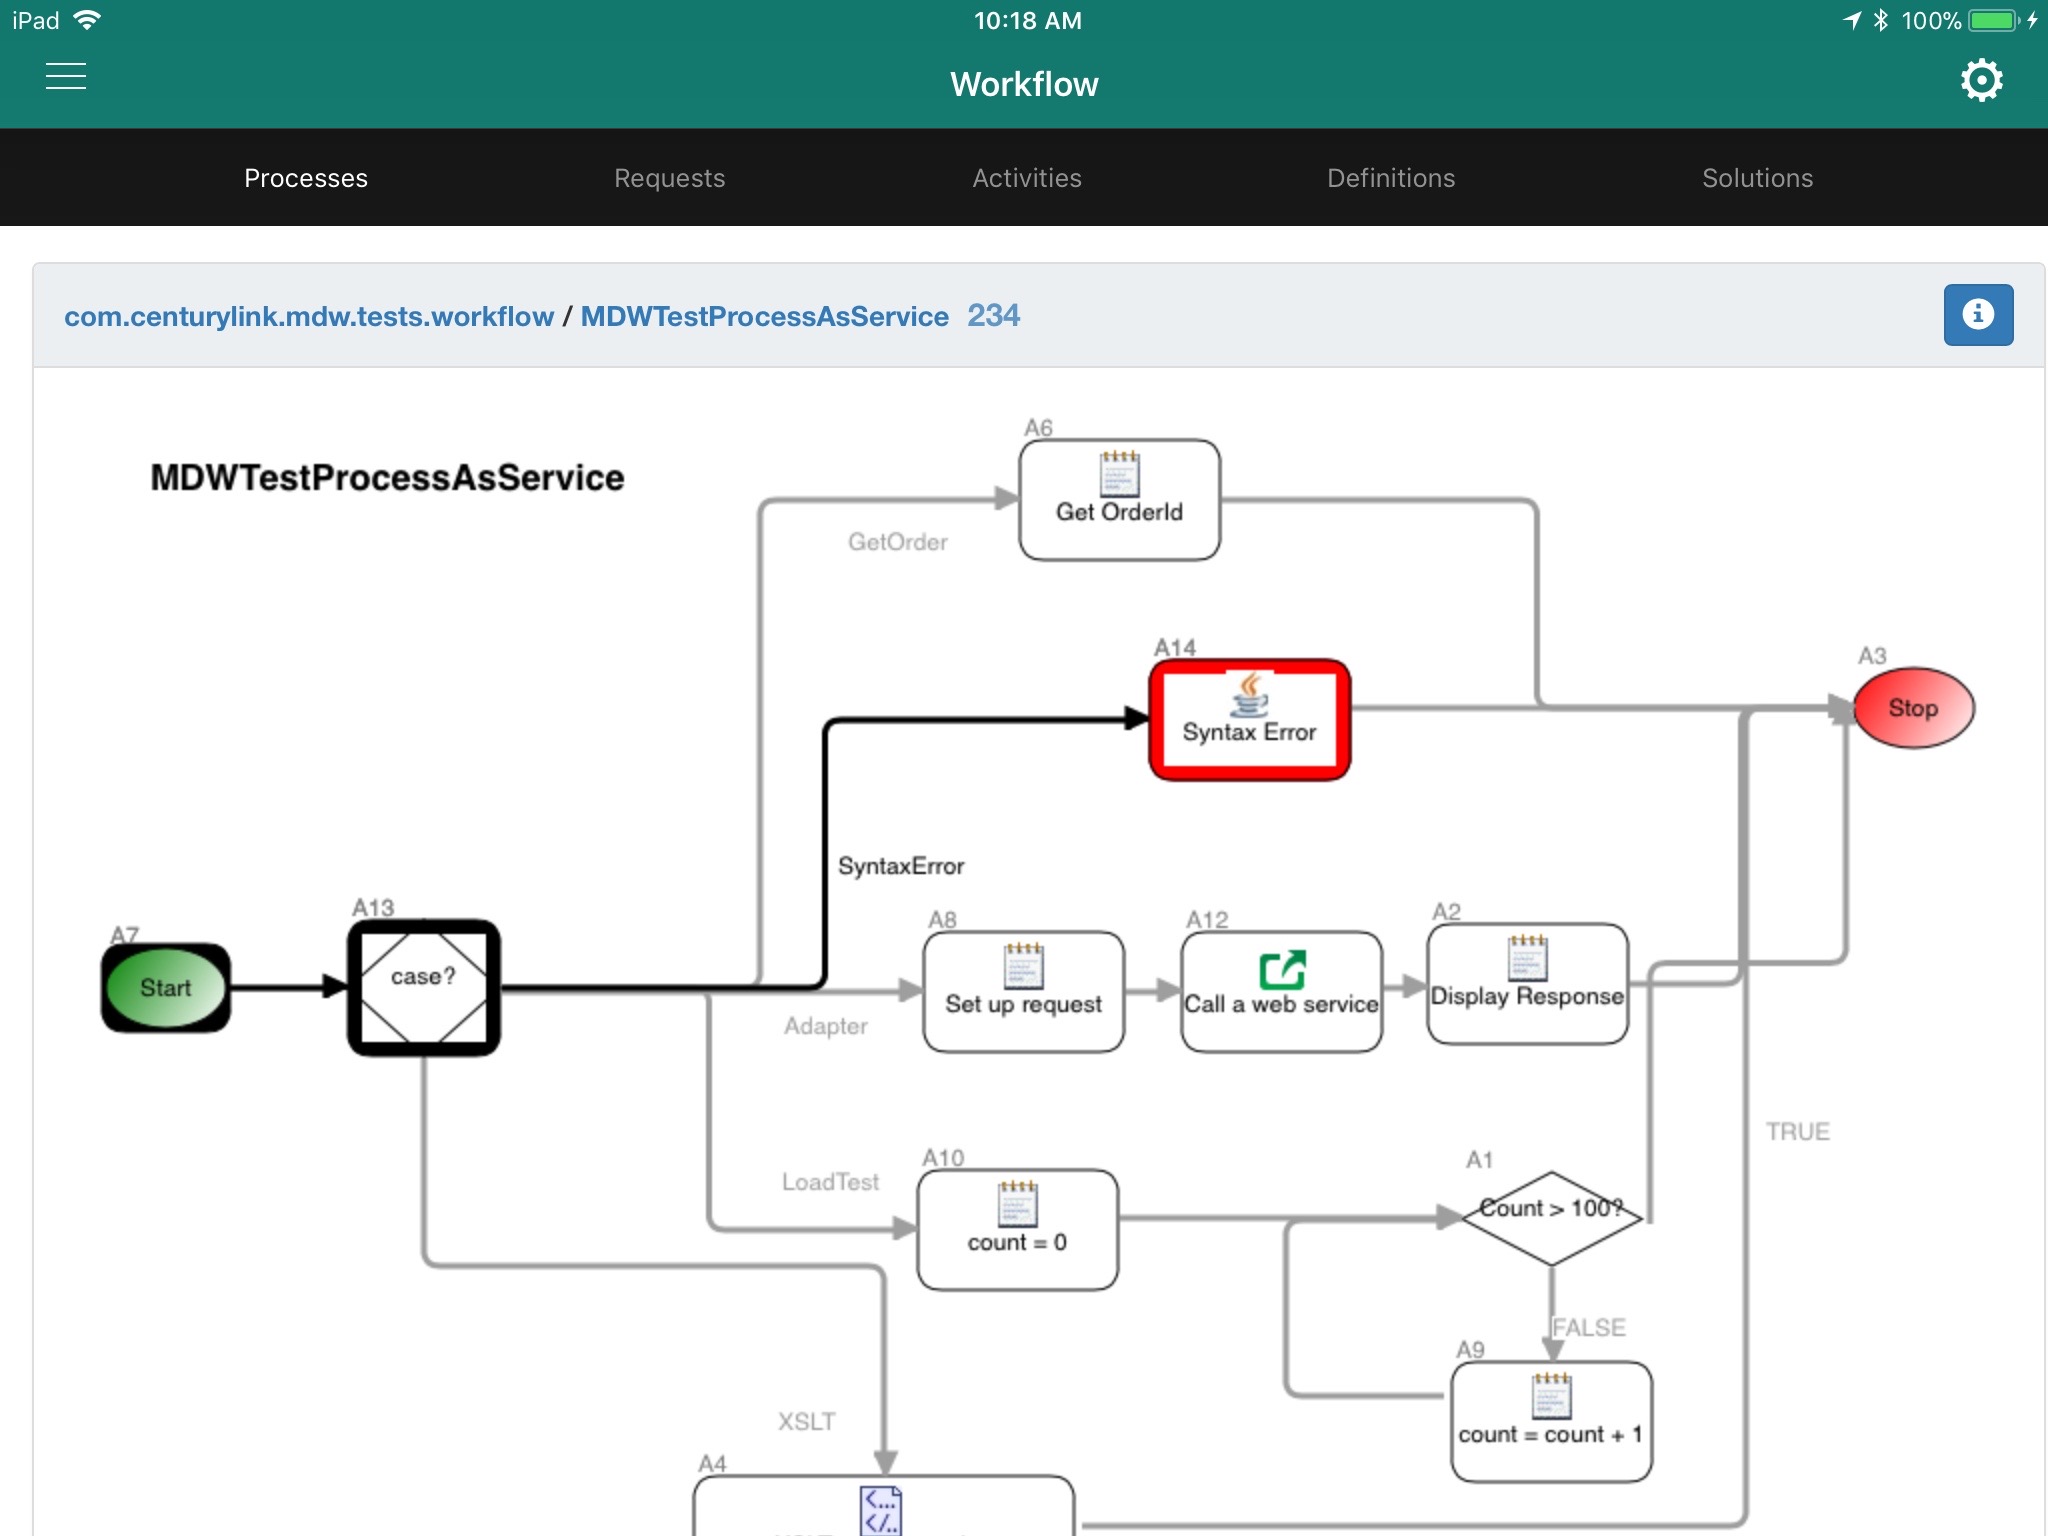 iPad 10:18 AM 100%
Workflow
Processes Requests Activities Definitions Solutions
com.centurylink.mdw.tests.workflow / MDWTestProcessAsService 234
MDWTestProcessAsService
A6
Get OrderId
GetOrder
A14
Syntax Error
A3
Stop
SyntaxError
A7
Start
A13
case?
A8
Set up request
A12
Call a web service
A2
Display Response
Adapter
TRUE
LoadTest
A10
count = 0
A1
Count > 100?
FALSE
A9
count = count + 1
XSLT
A4